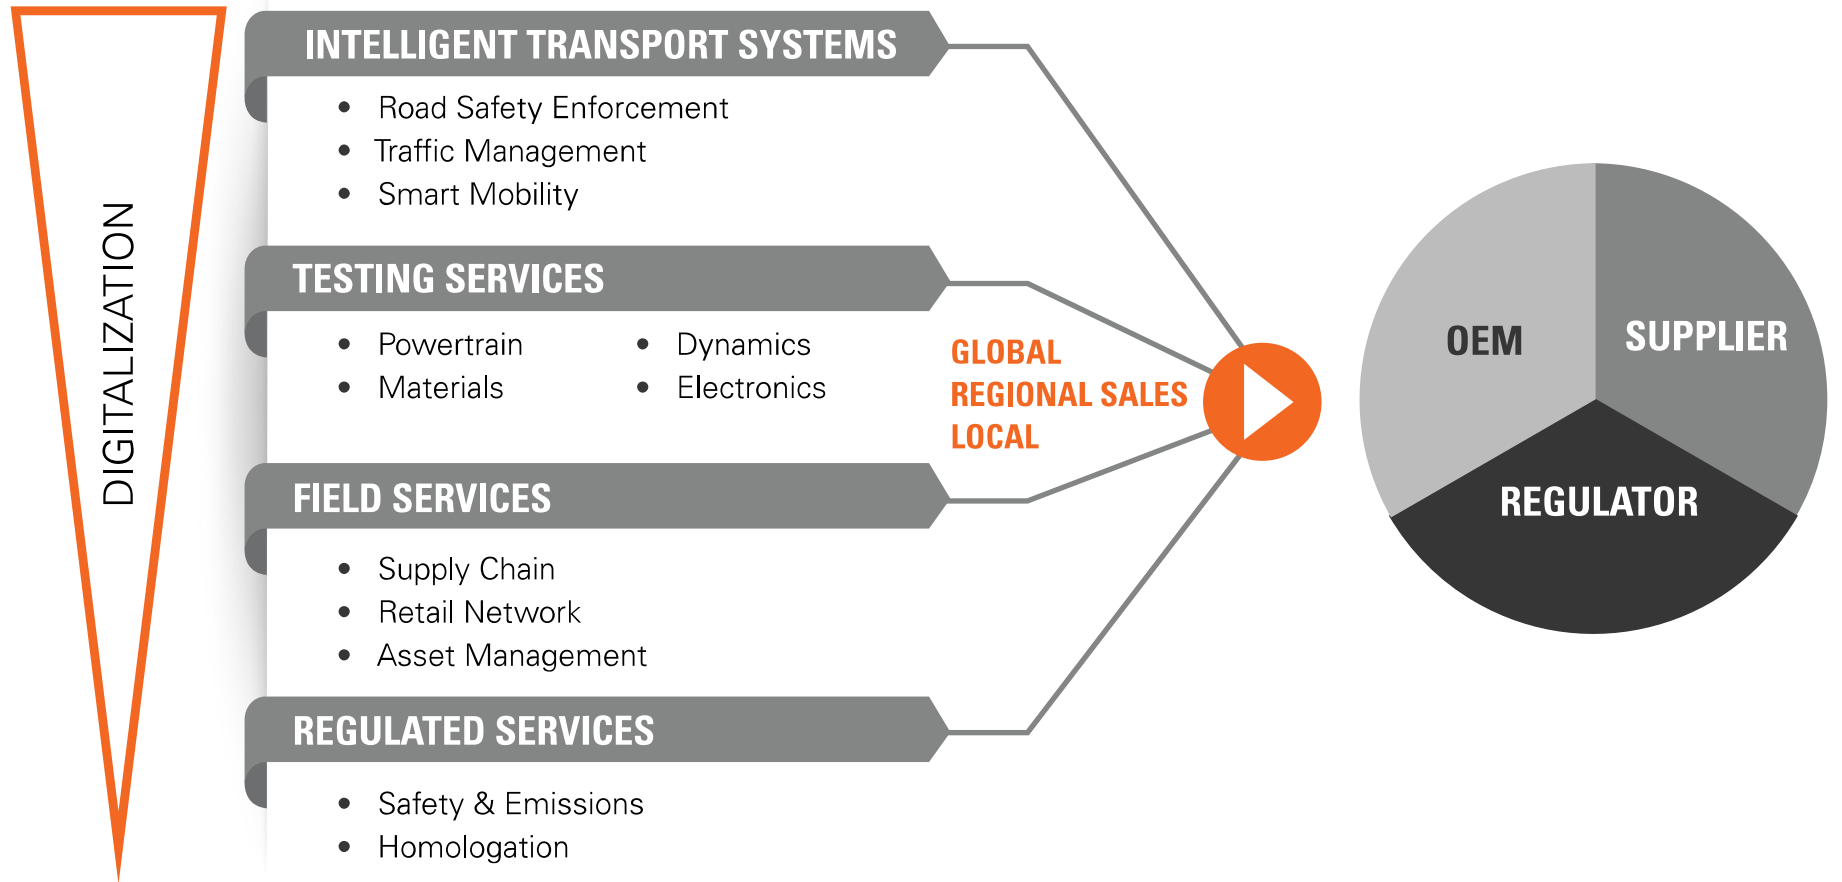 DIGITALIZATION
INTELLIGENT TRANSPORT SYSTEMS
• Road Safety Enforcement
• Traffic Management
• Smart Mobility
TESTING SERVICES
• Powertrain
• Materials
• Dynamics
• Electronics
FIELD SERVICES
• Supply Chain
• Retail Network
• Asset Management
REGULATED SERVICES
• Safety & Emissions
• Homologation
GLOBAL
REGIONAL SALES
LOCAL
OEM
SUPPLIER
REGULATOR